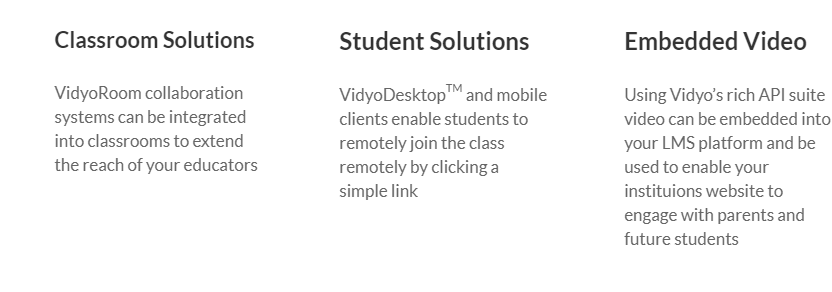 Classroom Solutions
VidyoRoom collaboration
systems can be integrated
into classrooms to extend
the reach of your educators
Student Solutions
VidyoDesktop™ and mobile
clients enable students to
remotely join the class
remotely by clicking a
simple link
Embedded Video
Using Vidyo's rich API suite
video can be embedded into
your LMS platform and be
used to enable your
instituions website to
engage with parents and
future students